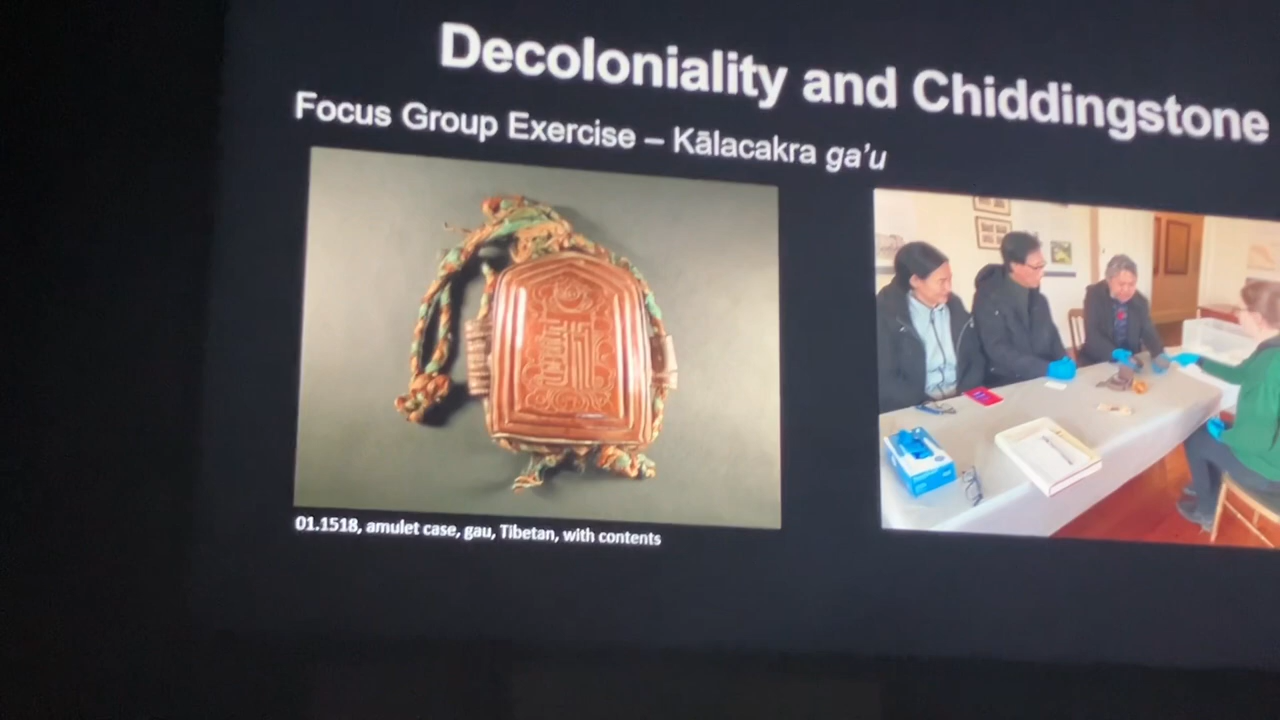 Decoloniality and Chiddingstone
Focus Group Exercise – Kālacakra ga’u
01.1518, amulet case, gau, Tibetan, with contents